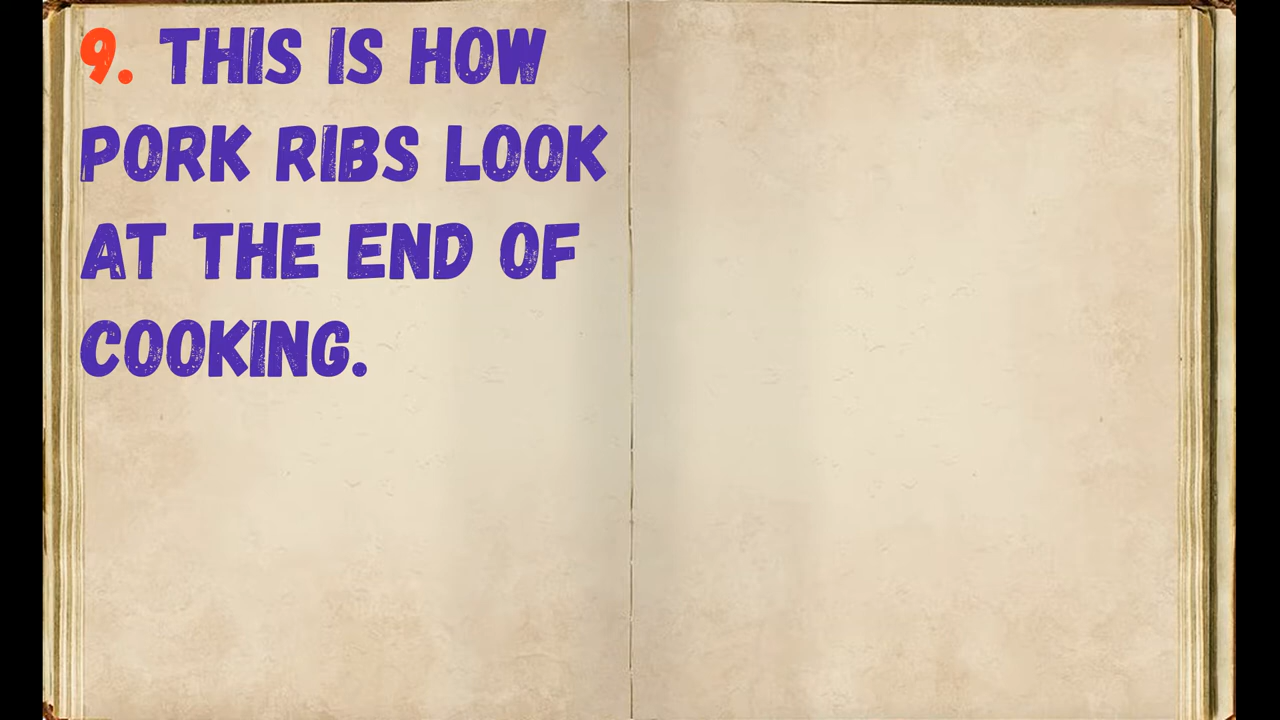 9. THIS IS HOW
PORK RIBS LOOK
AT THE END OF
COOKING.